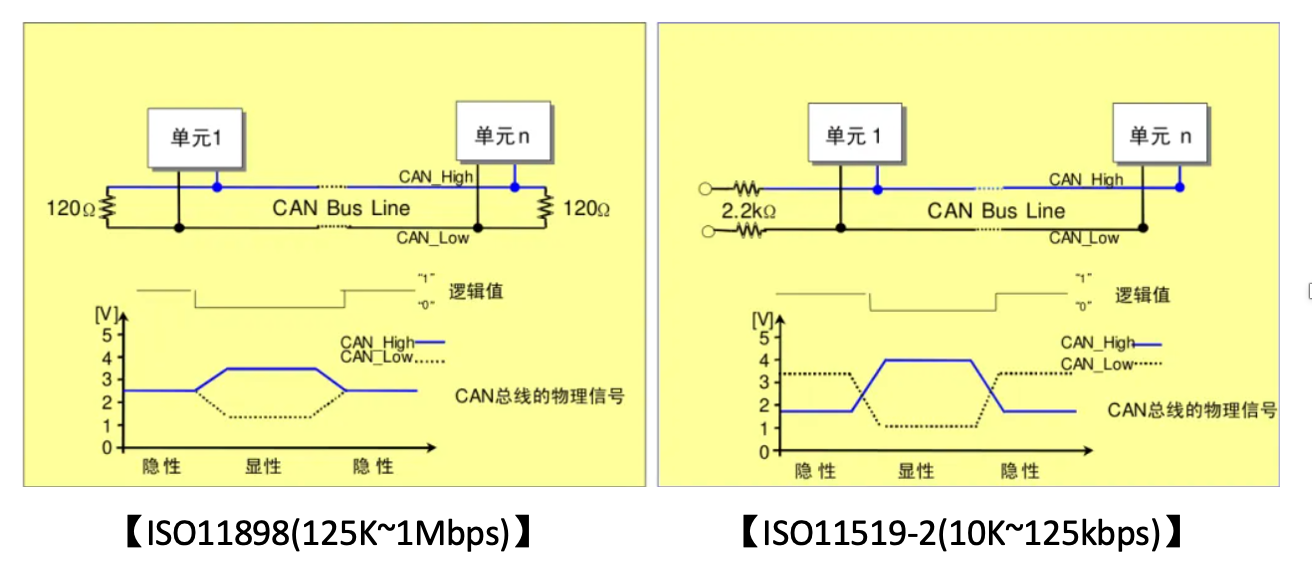 单元1
单元n
CAN_High
120Ω
CAN Bus Line
120Ω
CAN_Low
“1”
“0”
逻辑值
[V]
5
4
3
2
1
0
CAN_High
CAN_Low
CAN总线的物理信号
隐性
显性
隐性
【ISO11898(125K~1Mbps)】
单元1
单元 n
CAN_High
2.2kΩ
CAN Bus Line
CAN_Low
“1”
“0”
逻辑值
[V]
5
4
3
2
1
0
CAN_High
CAN_Low
CAN总线的物理信号
隐性
显性
隐性
【ISO11519-2(10K~125kbps)】